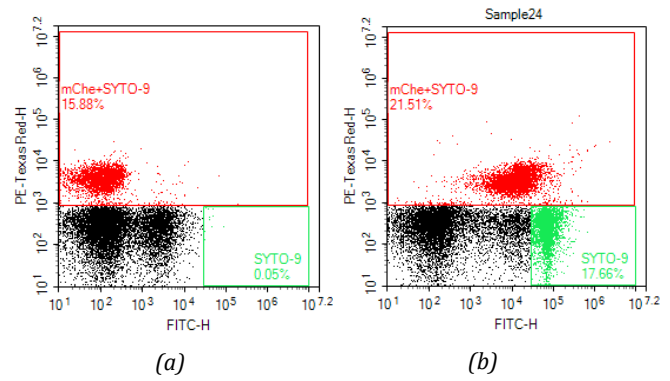 Sample24
PE-Texas Red-H
10^7.2
10^6
10^5
10^4
10^3
10^2
10^1
mChe+SYTO-9
15.88%
SYTO-9
0.05%
10^1 10^2 10^3 10^4 10^5 10^6 10^7.2
FITC-H
(a)
PE-Texas Red-H
10^7.2
10^6
10^5
10^4
10^3
10^2
10^1
mChe+SYTO-9
21.51%
SYTO-9
17.66%
10^1 10^2 10^3 10^4 10^5 10^6 10^7.2
FITC-H
(b)